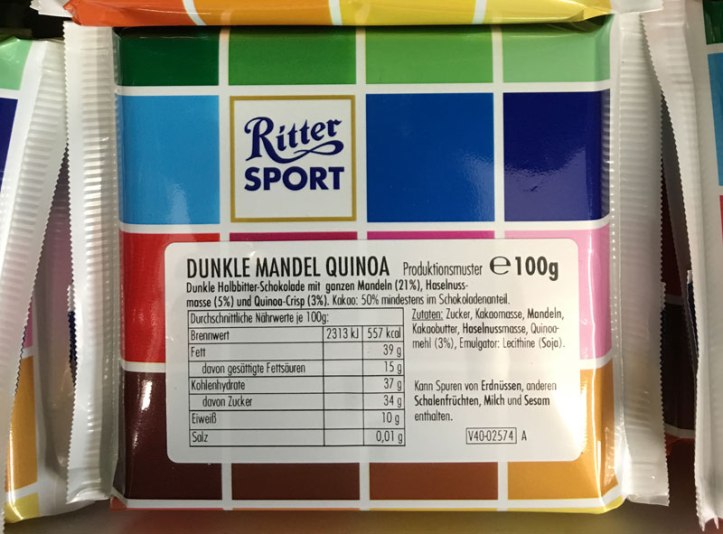 Ritter
SPORT
DUNKLE MANDEL QUINOA Produktionsmuster e 100g
Dunkle Halbbitter-Schokolade mit ganzen Mandeln (21%), Haselnuss-
masse (5%) und Quinoa-Crisp (3%). Kakao: 50% mindestens im Schokoladenanteil.
Durchschnittliche Nährwerte je 100g:
Brennwert 2313 kJ 557 kcal
Fett 39 g
davon gesättigte Fettsäuren 15 g
Kohlenhydrate 37 g
davon Zucker 34 g
Eiweiß 10 g
Salz 0,01 g
Zutaten: Zucker, Kakaomasse, Mandeln,
Kakaobutter, Haselnussmasse, Quinoa-
mehl (3%), Emulgator: Lecithine (Soja).
Kann Spuren von Erdnüssen, anderen
Schalenfrüchten, Milch und Sesam
enthalten.
V40-02574 A